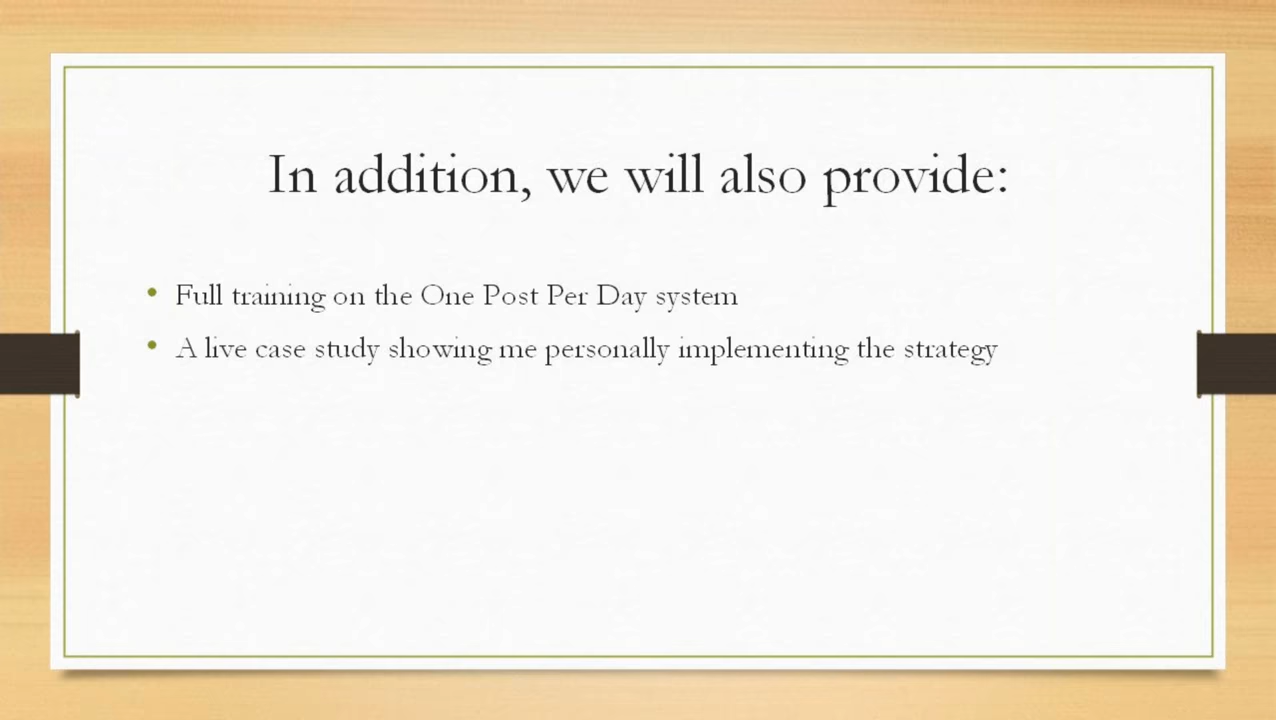 In addition, we will also provide:
• Full training on the One Post Per Day system
• A live case study showing me personally implementing the strategy